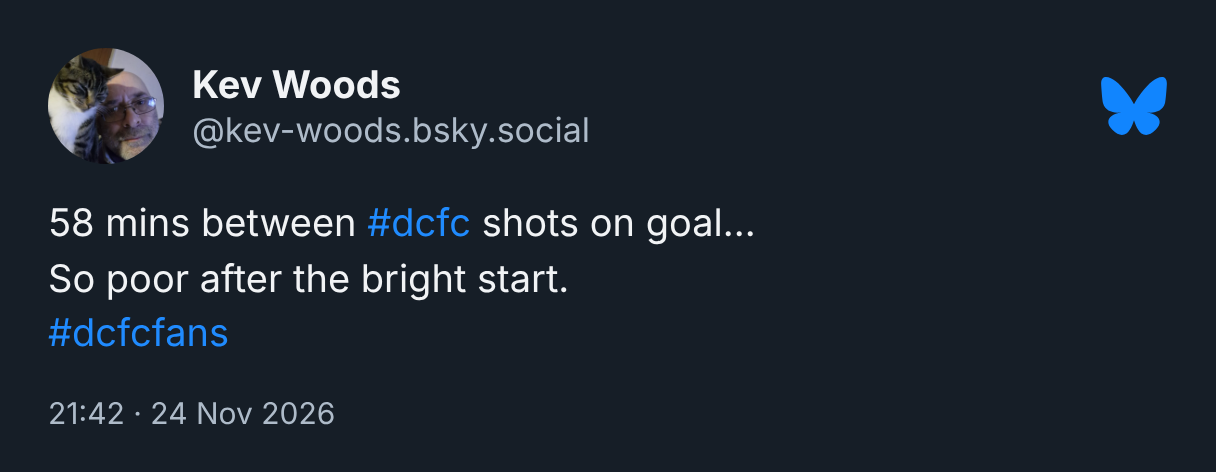 Kev Woods
@kev-woods.bsky.social
58 mins between #dcfc shots on goal...
So poor after the bright start.
#dcfcfans
21:42 · 24 Nov 2026